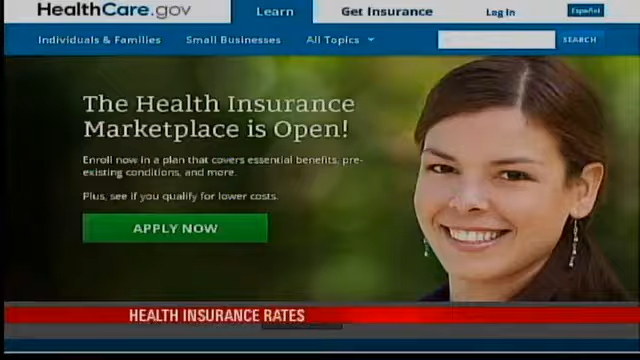 HealthCare.gov
Learn
Get Insurance
Log in
Español
Individuals & Families
Small Businesses
All Topics
SEARCH
The Health Insurance
Marketplace is Open!
Enroll now in a plan that covers essential benefits, pre-
existing conditions, and more.
Plus, see if you qualify for lower costs.
APPLY NOW
HEALTH INSURANCE RATES